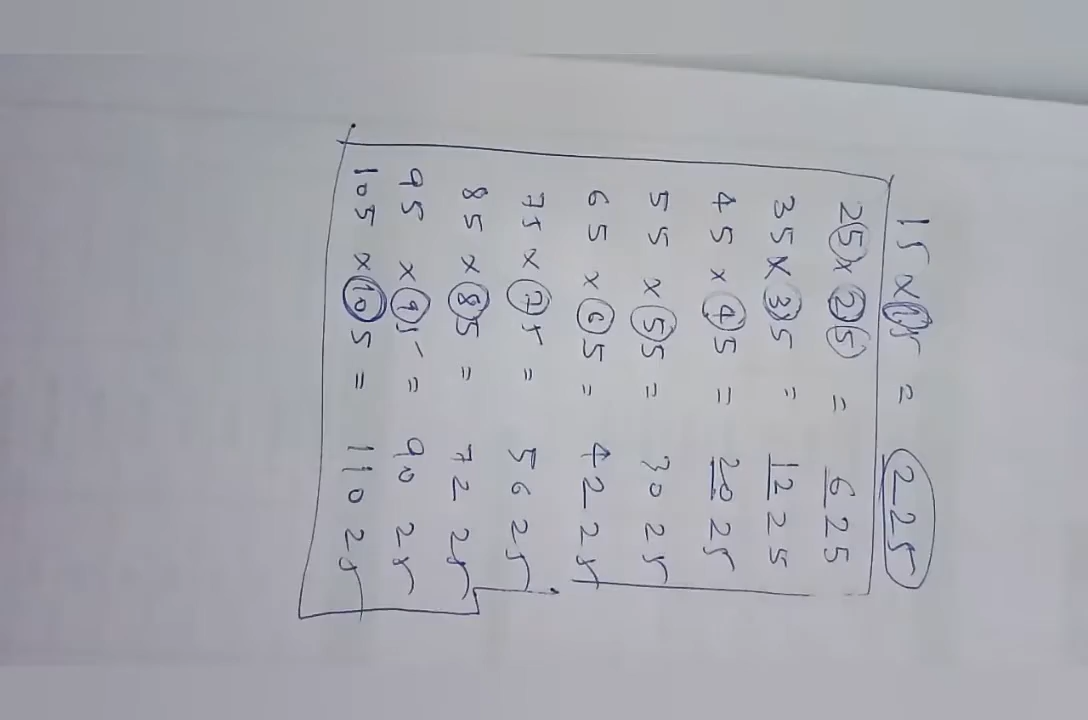 15 x 15 = 225
25 x 25 = 625
35 x 35 = 1225
45 x 45 = 2025
55 x 55 = 3025
65 x 65 = 4225
75 x 75 = 5625
85 x 85 = 7225
95 x 95 = 9025
105 x 105 = 11025